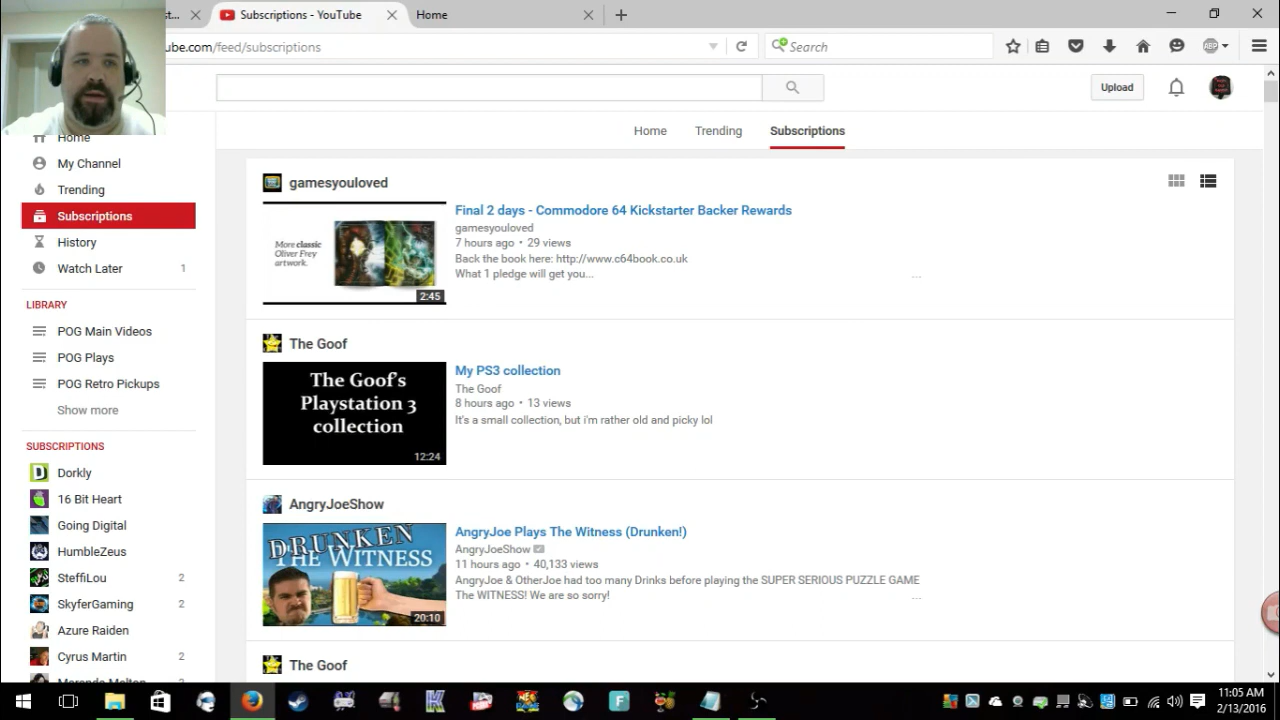 st...
Subscriptions - YouTube
Home
ube.com/feed/subscriptions
Search
ABP
Upload
Home
Trending
Subscriptions
Home
My Channel
Trending
Subscriptions
History
Watch Later 1
LIBRARY
POG Main Videos
POG Plays
POG Retro Pickups
Show more
SUBSCRIPTIONS
Dorkly
16 Bit Heart
Going Digital
HumbleZeus
SteffiLou 2
SkyferGaming 2
Azure Raiden
Cyrus Martin 2
gamesyouloved
More classic
Oliver Frey
artwork.
2:45
Final 2 days - Commodore 64 Kickstarter Backer Rewards
gamesyouloved
7 hours ago • 29 views
Back the book here: http://www.c64book.co.uk
What 1 pledge will get you...
...
The Goof
The Goof's
Playstation 3
collection
12:24
My PS3 collection
The Goof
8 hours ago • 13 views
It's a small collection, but i'm rather old and picky lol
AngryJoeShow
DRUNKEN
THE WITNESS
20:10
AngryJoe Plays The Witness (Drunken!)
AngryJoeShow
11 hours ago • 40,133 views
AngryJoe & OtherJoe had too many Drinks before playing the SUPER SERIOUS PUZZLE GAME
The WITNESS! We are so sorry!
...
The Goof
11:05 AM
2/13/2016